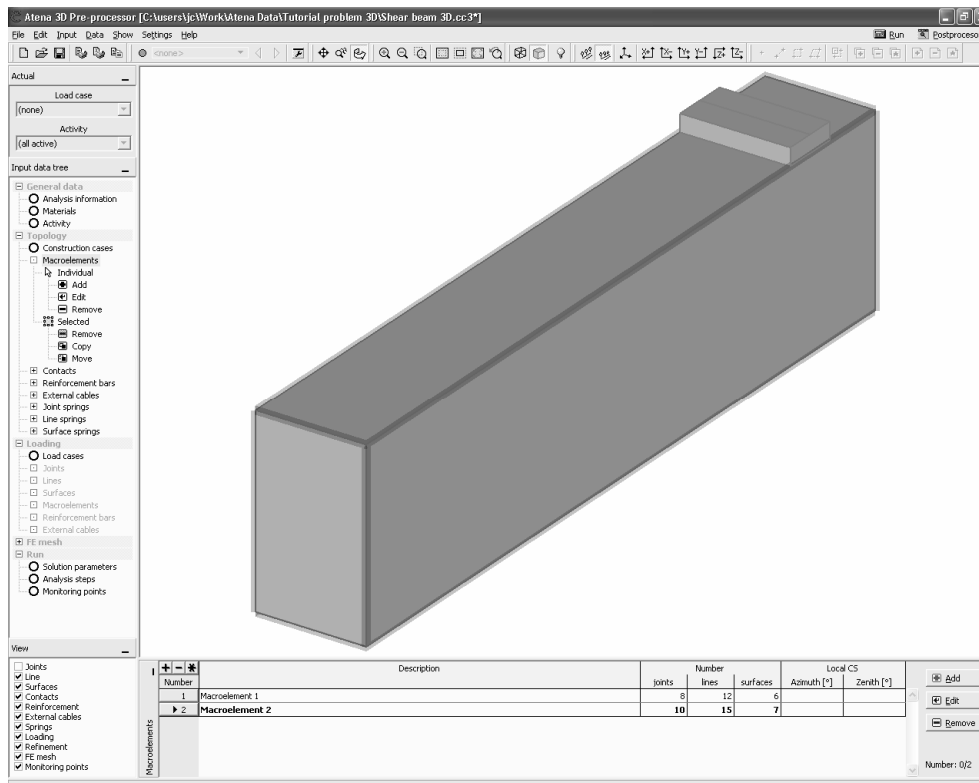 Atena 3D Pre-processor [C:\users\jc\Work\Atena Data\Tutorial problem 3D\Shear beam 3D.cc3*]
File Edit Input Data Show Settings Help
Run Postprocesso
<none>
Actual
Load case
(none)
Activity
(all active)
Input data tree
General data
Analysis information
Materials
Activity
Topology
Construction cases
Macroelements
Individual
Add
Edit
Remove
Selected
Remove
Copy
Move
Contacts
Reinforcement bars
External cables
Joint springs
Line springs
Surface springs
Loading
Load cases
Joints
Lines
Surfaces
Macroelements
Reinforcement bars
External cables
FE mesh
Run
Solution parameters
Analysis steps
Monitoring points
View
Joints
Line
Surfaces
Contacts
Reinforcement
External cables
Springs
Loading
Refinement
FE mesh
Monitoring points
Macroelements
Description Number Local CS
Number joints lines surfaces Azimuth [°] Zenith [°]
1 Macroelement 1 8 12 6
2 Macroelement 2 10 15 7
Add
Edit
Remove
Number: 0/2